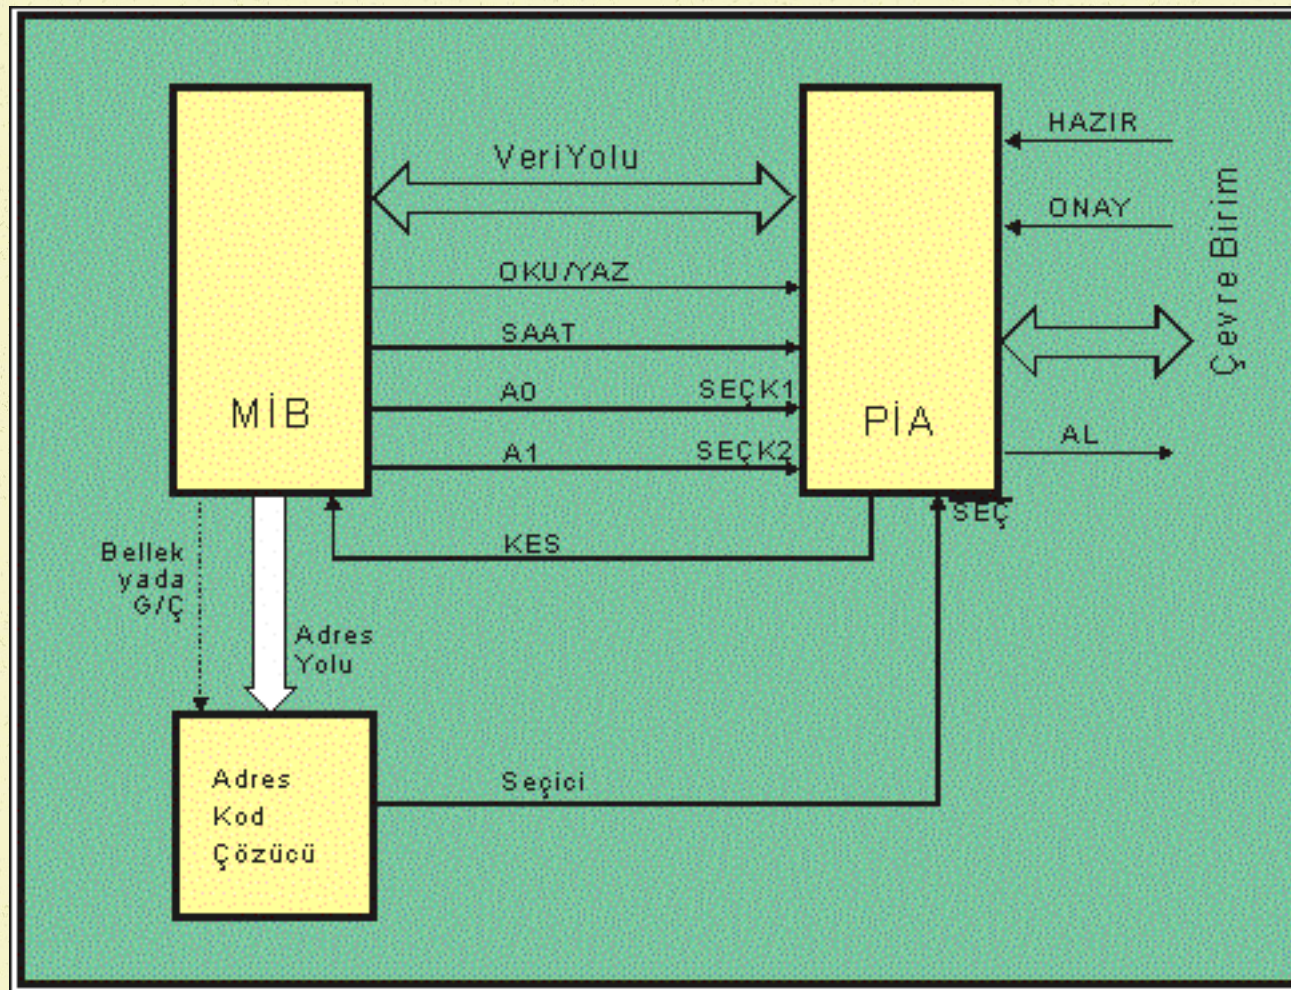 HAZIR
VeriYolu
ONAY
Çevre Birim
OKU/YAZ
SAAT
A0 SEÇK1
MİB
PİA
AL
A1 SEÇK2
SEÇ
KES
Bellek
yada
G/Ç
Adres
Yolu
Adres
Kod
Çözücü
Seçici